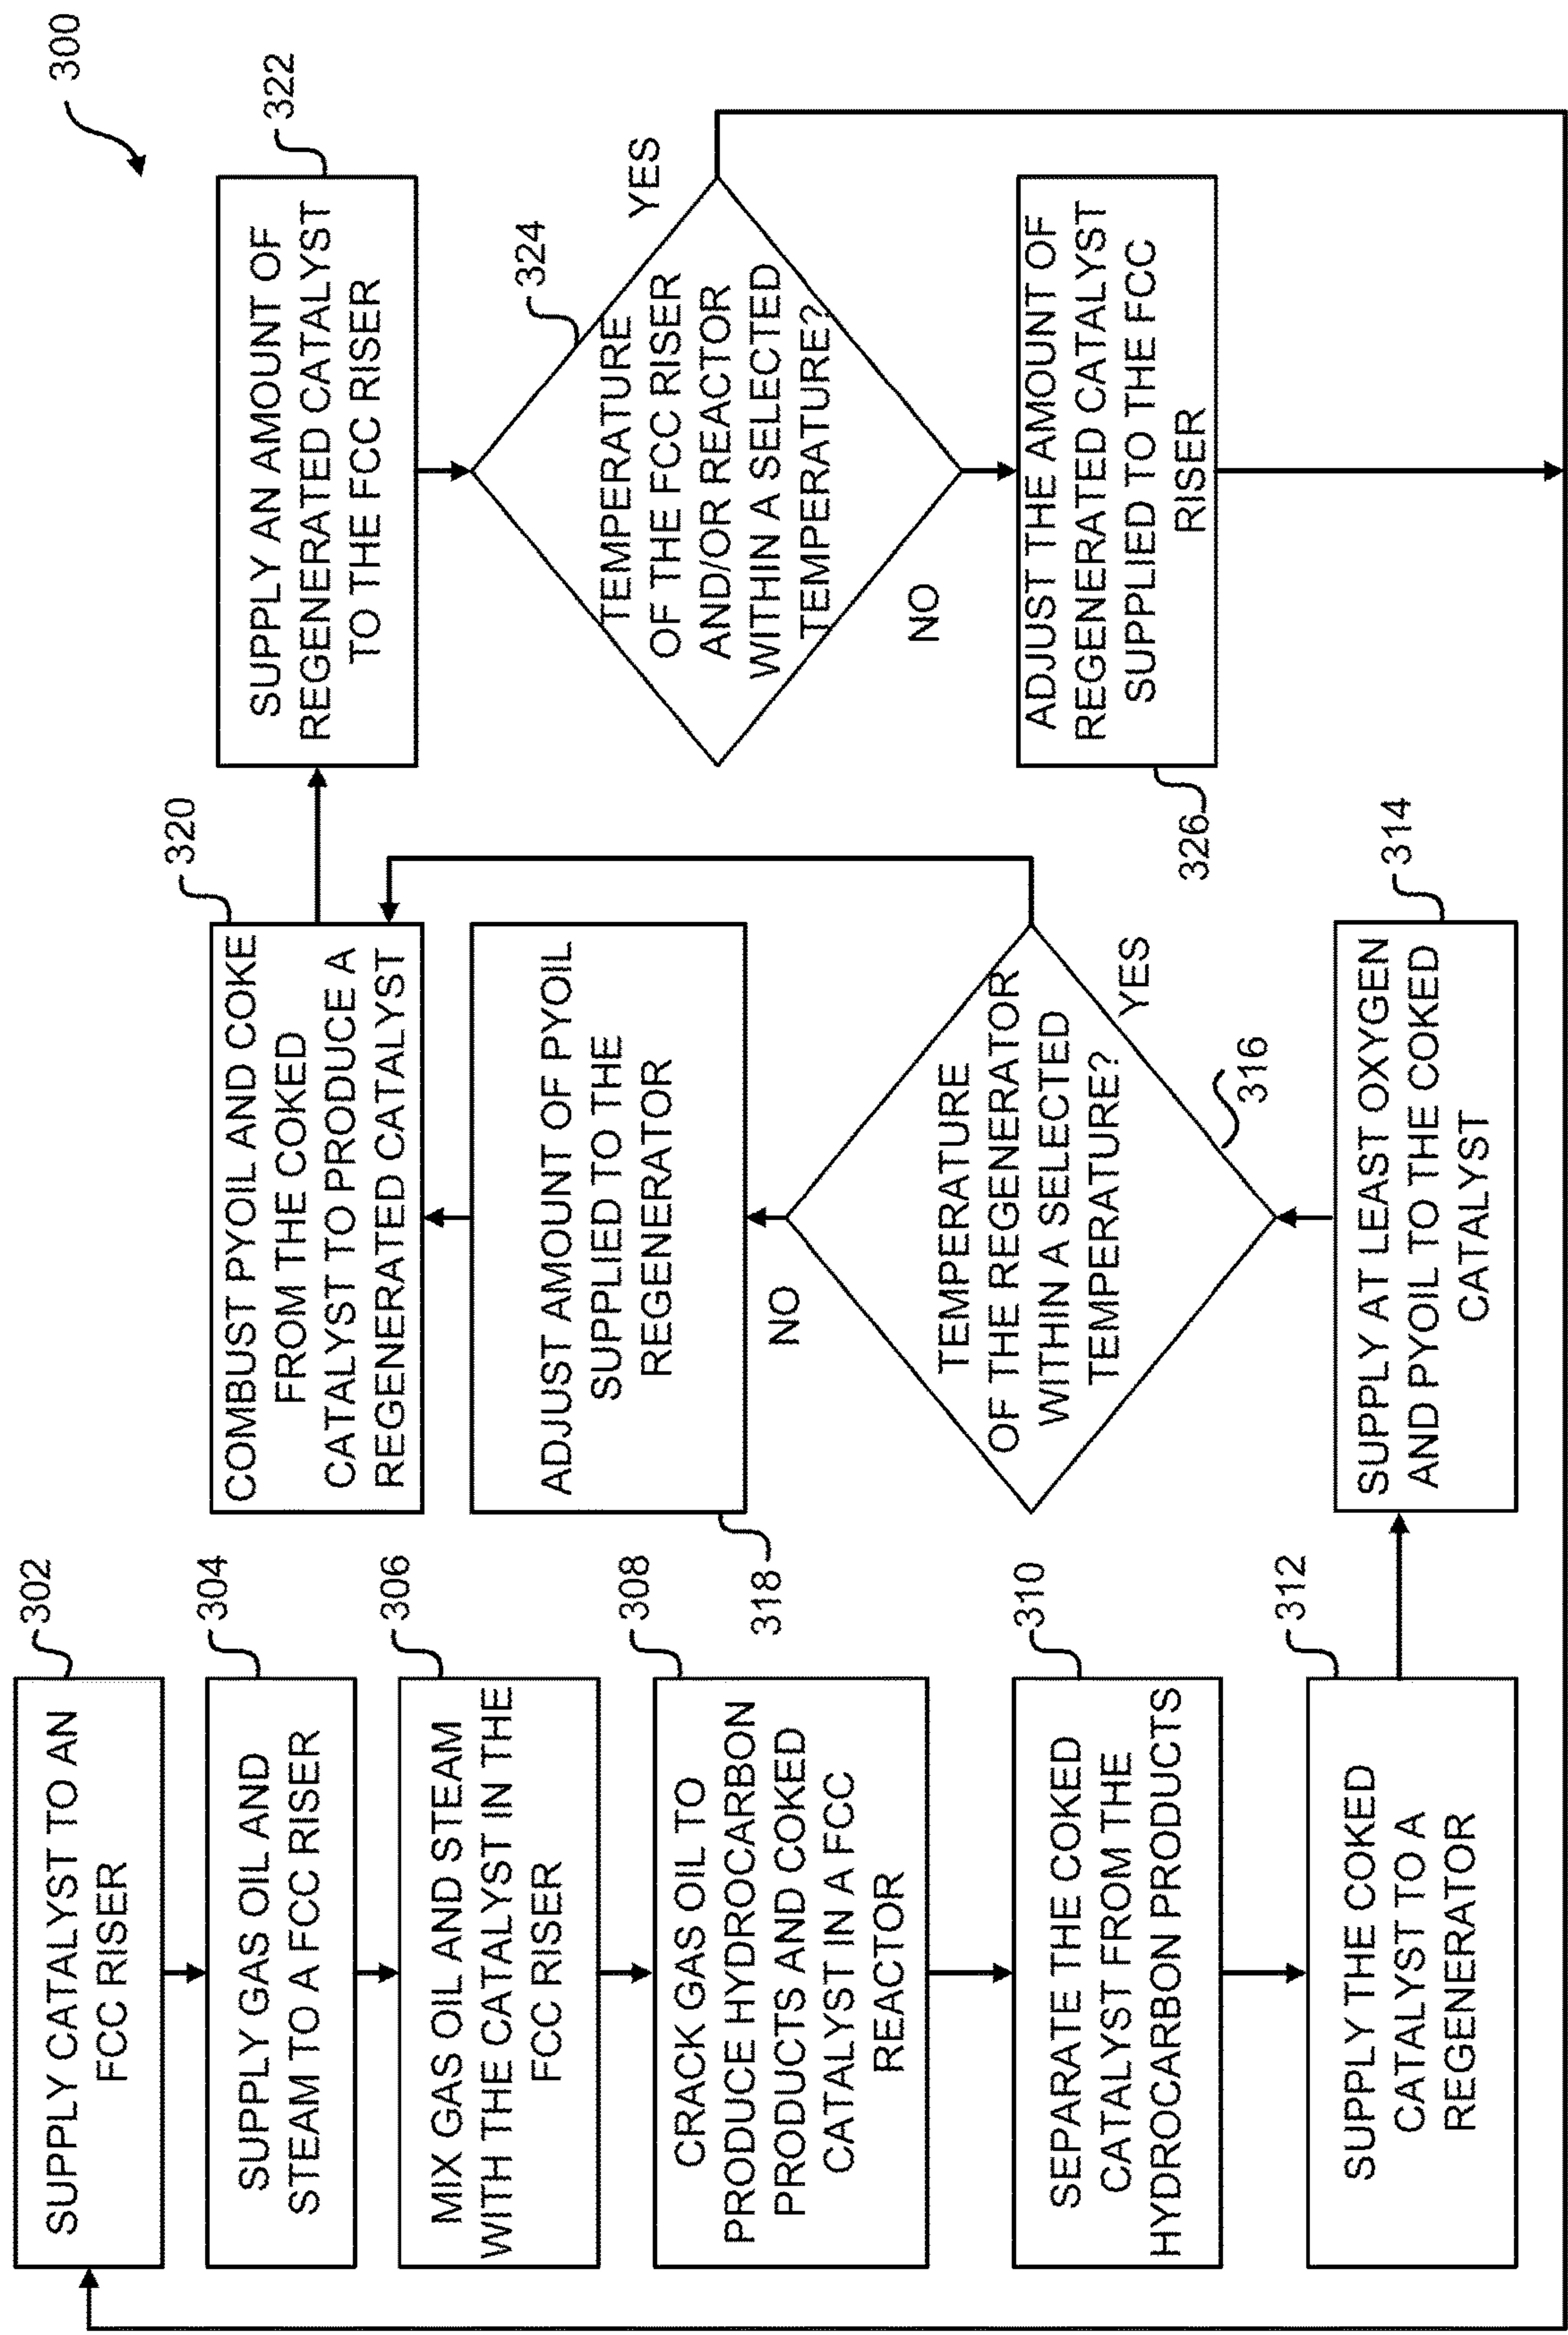 300
302
SUPPLY CATALYST TO AN
FCC RISER
304
SUPPLY GAS OIL AND
STEAM TO A FCC RISER
306
MIX GAS OIL AND STEAM
WITH THE CATALYST IN THE
FCC RISER
308
CRACK GAS OIL TO
PRODUCE HYDROCARBON
PRODUCTS AND COKED
CATALYST IN A FCC
REACTOR
310
SEPARATE THE COKED
CATALYST FROM THE
HYDROCARBON PRODUCTS
312
SUPPLY THE COKED
CATALYST TO A
REGENERATOR
314
SUPPLY AT LEAST OXYGEN
AND PYOIL TO THE COKED
CATALYST
316
TEMPERATURE
OF THE REGENERATOR
WITHIN A SELECTED
TEMPERATURE?
YES
NO
318
ADJUST AMOUNT OF PYOIL
SUPPLIED TO THE
REGENERATOR
320
COMBUST PYOIL AND COKE
FROM THE COKED
CATALYST TO PRODUCE A
REGENERATED CATALYST
322
SUPPLY AN AMOUNT OF
REGENERATED CATALYST
TO THE FCC RISER
324
TEMPERATURE
OF THE FCC RISER
AND/OR REACTOR
WITHIN A SELECTED
TEMPERATURE?
YES
NO
326
ADJUST THE AMOUNT OF
REGENERATED CATALYST
SUPPLIED TO THE FCC
RISER